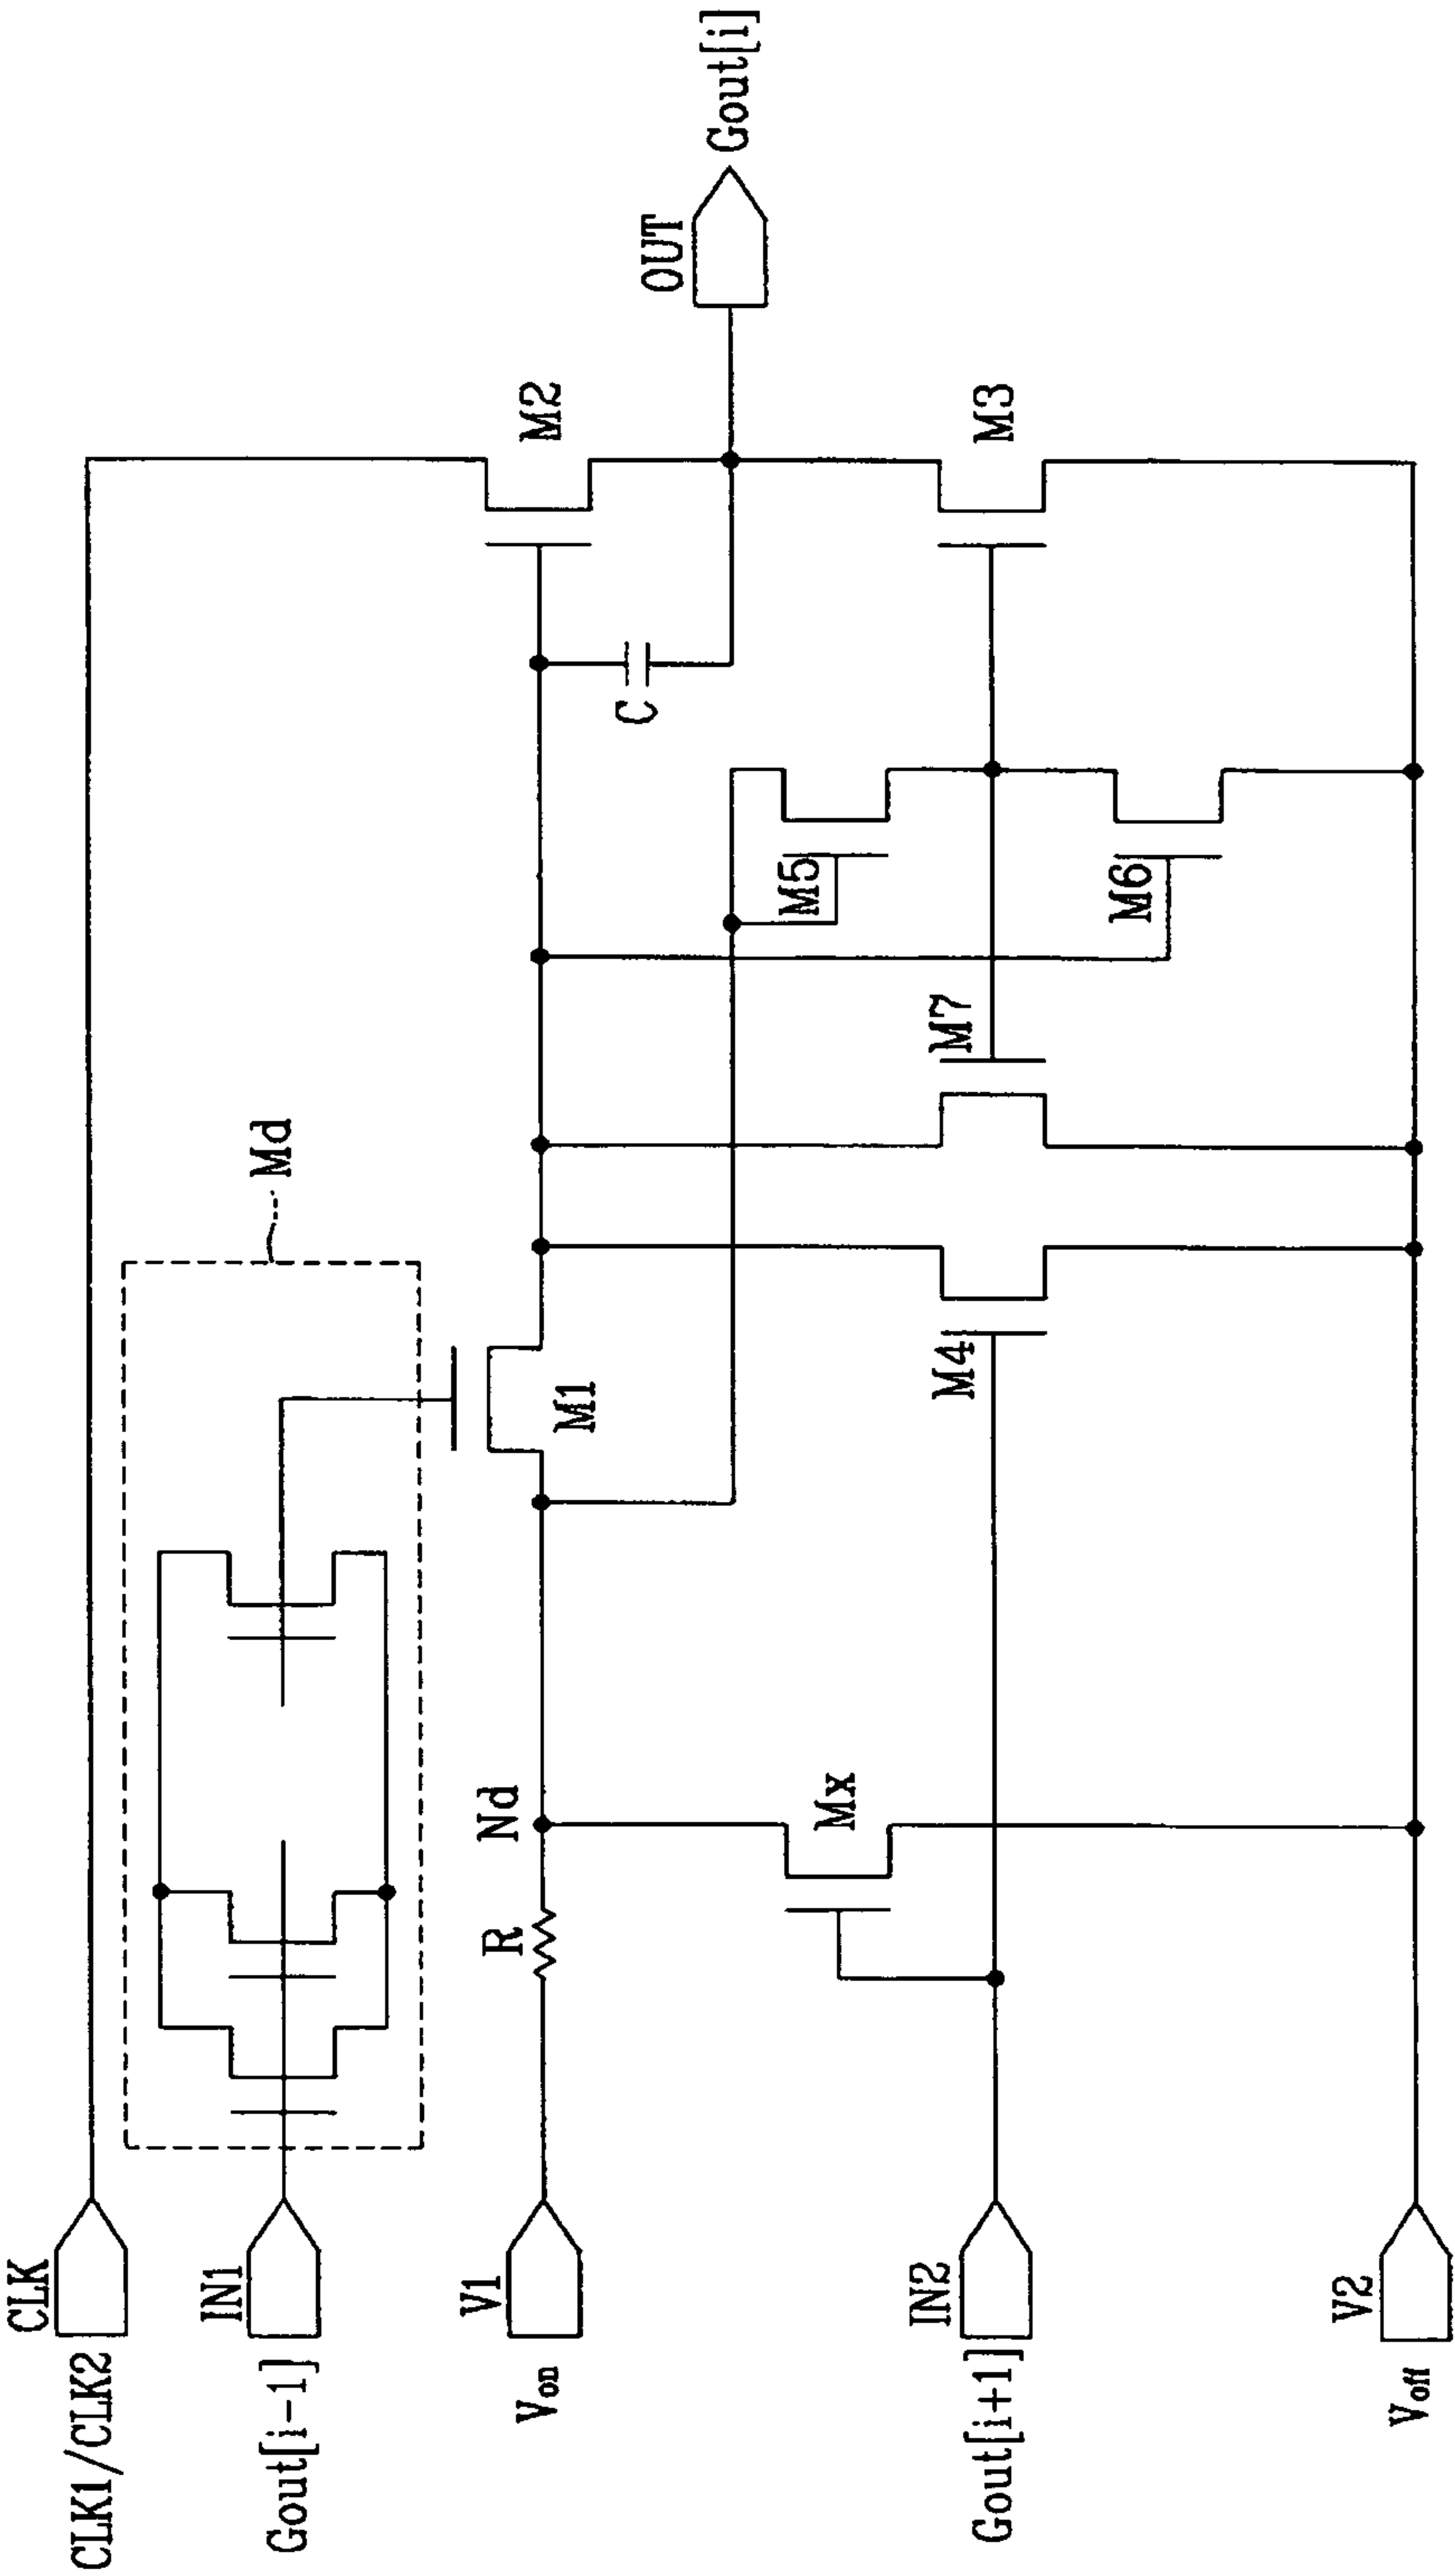 CLK
CLK1/CLK2
IN1
Gout[i-1]
Md
V1
Von
R
Nd
M1
M2
C
OUT
Gout[i]
Mx
M5
M7
M4
M3
M6
IN2
Gout[i+1]
V2
Voff